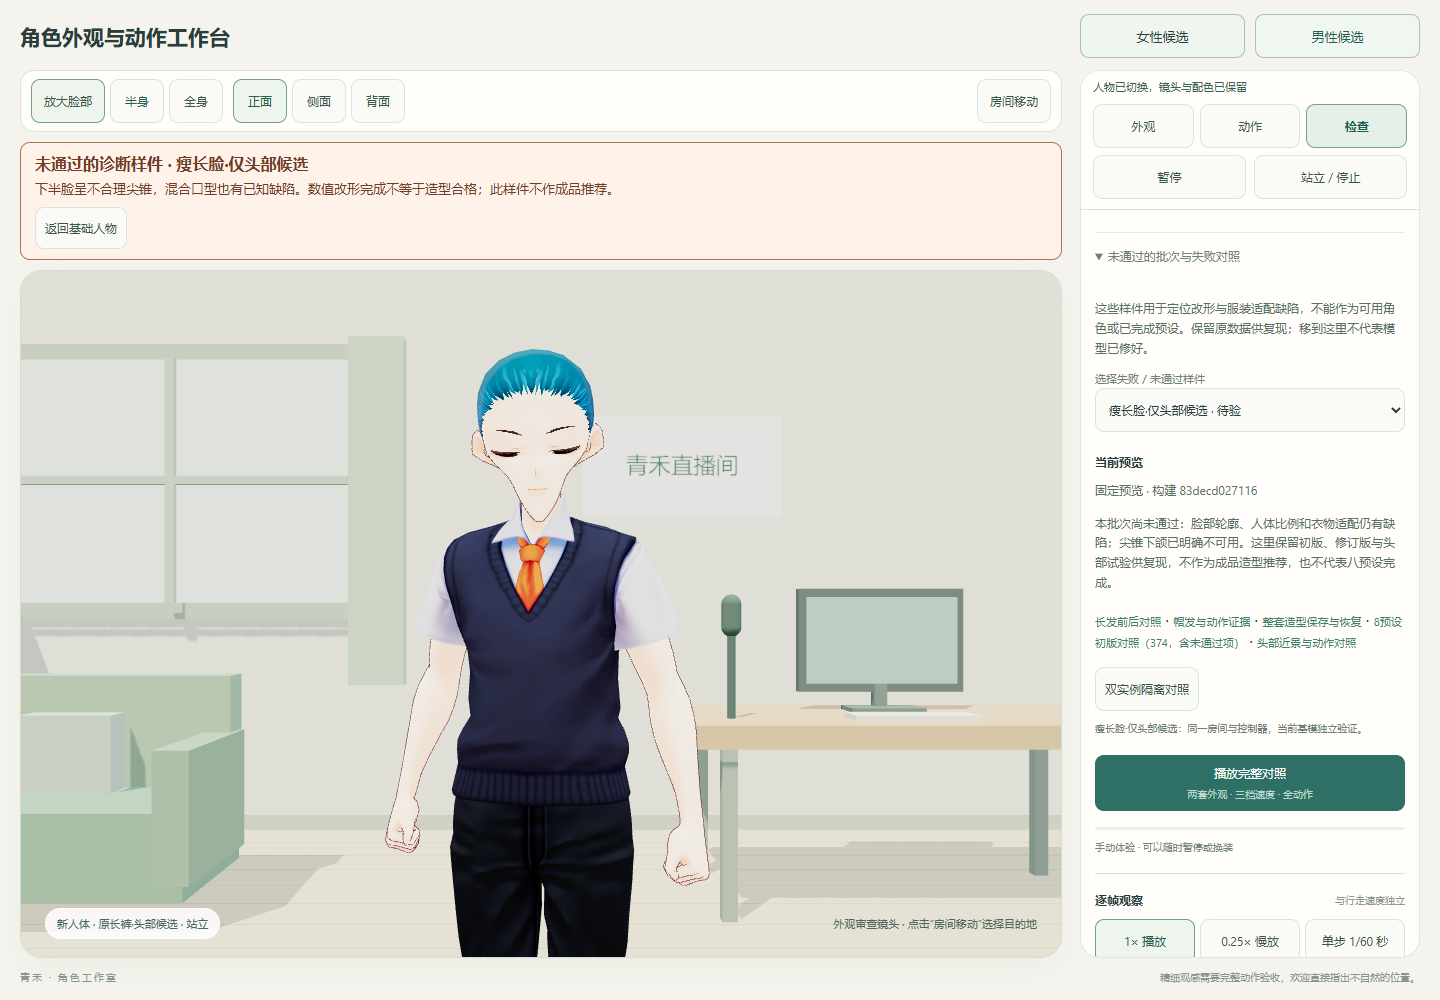 角色外观与动作工作台
女性候选
男性候选
放大脸部
半身
全身
正面
侧面
背面
房间移动
人物已切换，镜头与配色已保留
外观
动作
检查
暂停
站立 / 停止
未通过的诊断样件 · 瘦长脸·仅头部候选
下半脸呈不合理尖锥，混合口型也有已知缺陷。数值改形完成不等于造型合格；此样件不作成品推荐。
返回基础人物
青禾直播间
新人体 · 原长裤·头部候选 · 站立
外观审查镜头 · 点击“房间移动”选择目的地
▼ 未通过的批次与失败对照
这些样件用于定位改形与服装适配缺陷，不能作为可用角
色或已完成预设。保留原数据供复现；移到这里不代表模
型已修好。
选择失败 / 未通过样件
瘦长脸·仅头部候选 · 待验
当前预览
固定预览 · 构建 83decd027116
本批次尚未通过：脸部轮廓、人体比例和衣物适配仍有缺
陷；尖锥下颌已明确不可用。这里保留初版、修订版与头
部试验供复现，不作为成品造型推荐，也不代表八预设完
成。
长发前后对照 · 帽发与动作证据 · 整套造型保存与恢复 · 8预设
初版对照（374，含未通过项） · 头部近景与动作对照
双实例隔离对照
瘦长脸·仅头部候选：同一房间与控制器，当前基模独立验证。
播放完整对照
两套外观 · 三档速度 · 全动作
手动体验 · 可以随时暂停或换装
逐帧观察
与行走速度独立
1× 播放
0.25× 慢放
单步 1/60 秒
青禾 · 角色工作室
精细观感需要完整动作验收，欢迎直接指出不自然的位置。